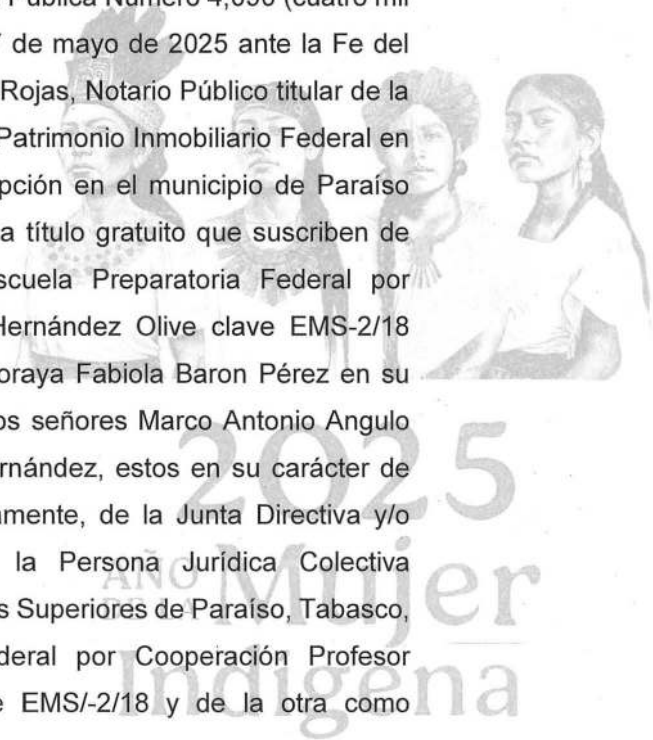 Pública Número 4,090 (cuatro mil
de mayo de 2025 ante la Fe del
Rojas, Notario Público titular de la
Patrimonio Inmobiliario Federal en
pción en el municipio de Paraíso
a título gratuito que suscriben de
scuela Preparatoria Federal por
Hernández Olive clave EMS-2/18
oraya Fabiola Baron Pérez en su
os señores Marco Antonio Angulo
rnández, estos en su carácter de
amente, de la Junta Directiva y/o
la Persona Jurídica Colectiva
s Superiores de Paraíso, Tabasco,
deral por Cooperación Profesor
e EMS/-2/18 y de la otra como
2025
AÑO DE LA
Mujer
Indígena